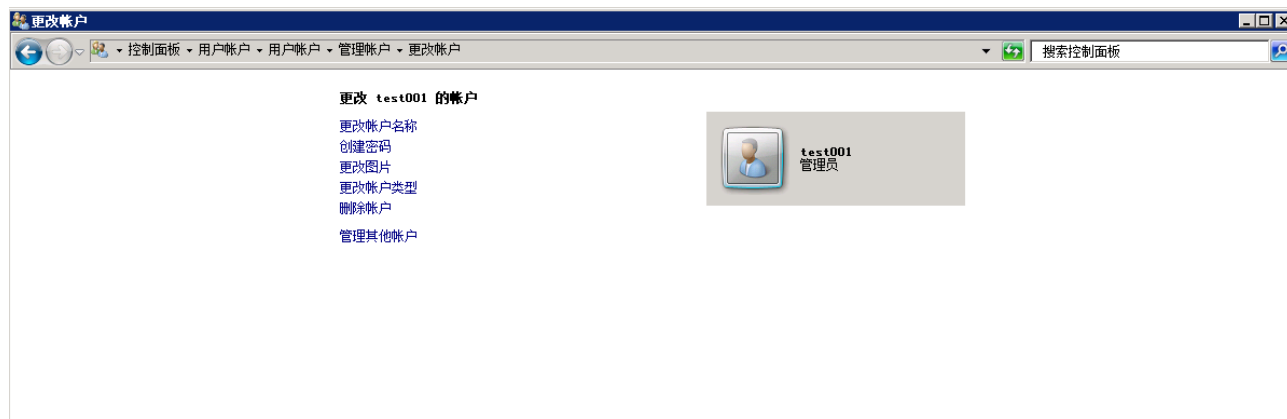 更改帐户
控制面板 用户帐户 用户帐户 管理帐户 更改帐户
搜索控制面板
更改 test001 的帐户
更改帐户名称
创建密码
更改图片
更改帐户类型
删除帐户
管理其他帐户
test001
管理员